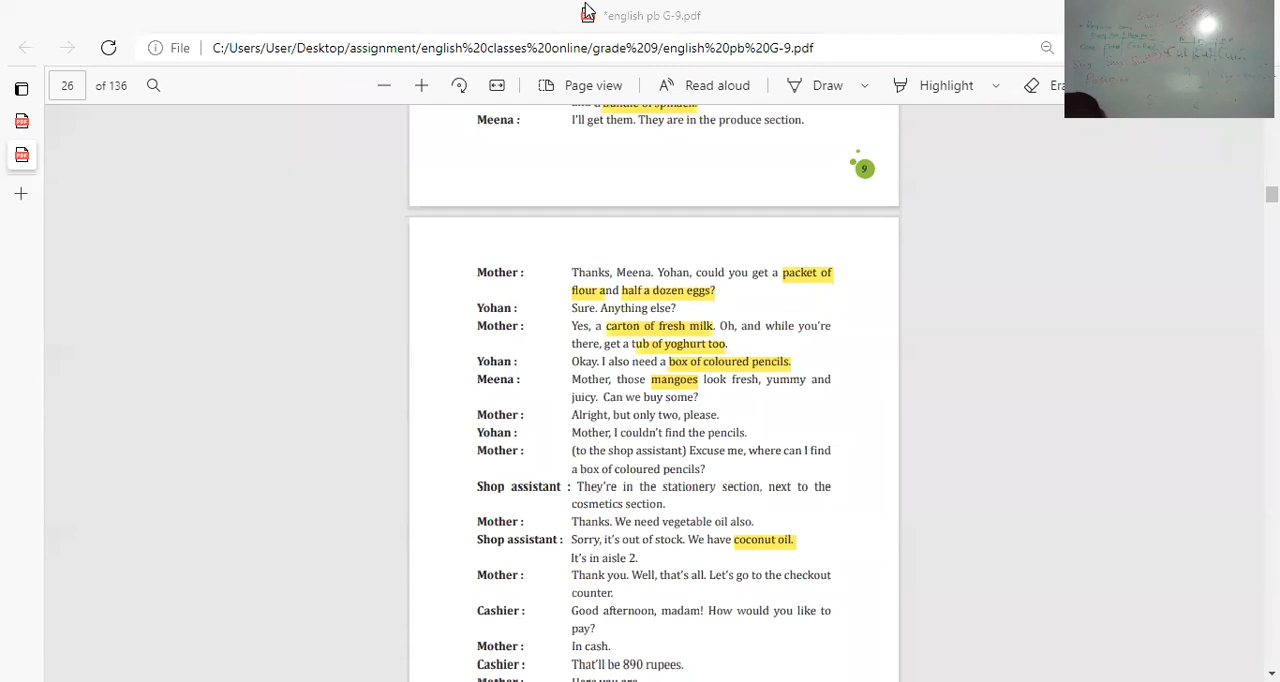 *english pb G-9.pdf
File
C:/Users/User/Desktop/assignment/english%20classes%20online/grade%209/english%20pb%20G-9.pdf
26 of 136
Page view
Read aloud
Draw
Highlight
Era
and a bundle of spinach.
Meena : I'll get them. They are in the produce section.
9
Mother : Thanks, Meena. Yohan, could you get a packet of
flour and half a dozen eggs?
Yohan : Sure. Anything else?
Mother : Yes, a carton of fresh milk. Oh, and while you're
there, get a tub of yoghurt too.
Yohan : Okay. I also need a box of coloured pencils.
Meena : Mother, those mangoes look fresh, yummy and
juicy. Can we buy some?
Mother : Alright, but only two, please.
Yohan : Mother, I couldn't find the pencils.
Mother : (to the shop assistant) Excuse me, where can I find
a box of coloured pencils?
Shop assistant : They're in the stationery section, next to the
cosmetics section.
Mother : Thanks. We need vegetable oil also.
Shop assistant : Sorry, it's out of stock. We have coconut oil.
It's in aisle 2.
Mother : Thank you. Well, that's all. Let's go to the checkout
counter.
Cashier : Good afternoon, madam! How would you like to
pay?
Mother : In cash.
Cashier : That'll be 890 rupees.
Mother : Here you are.